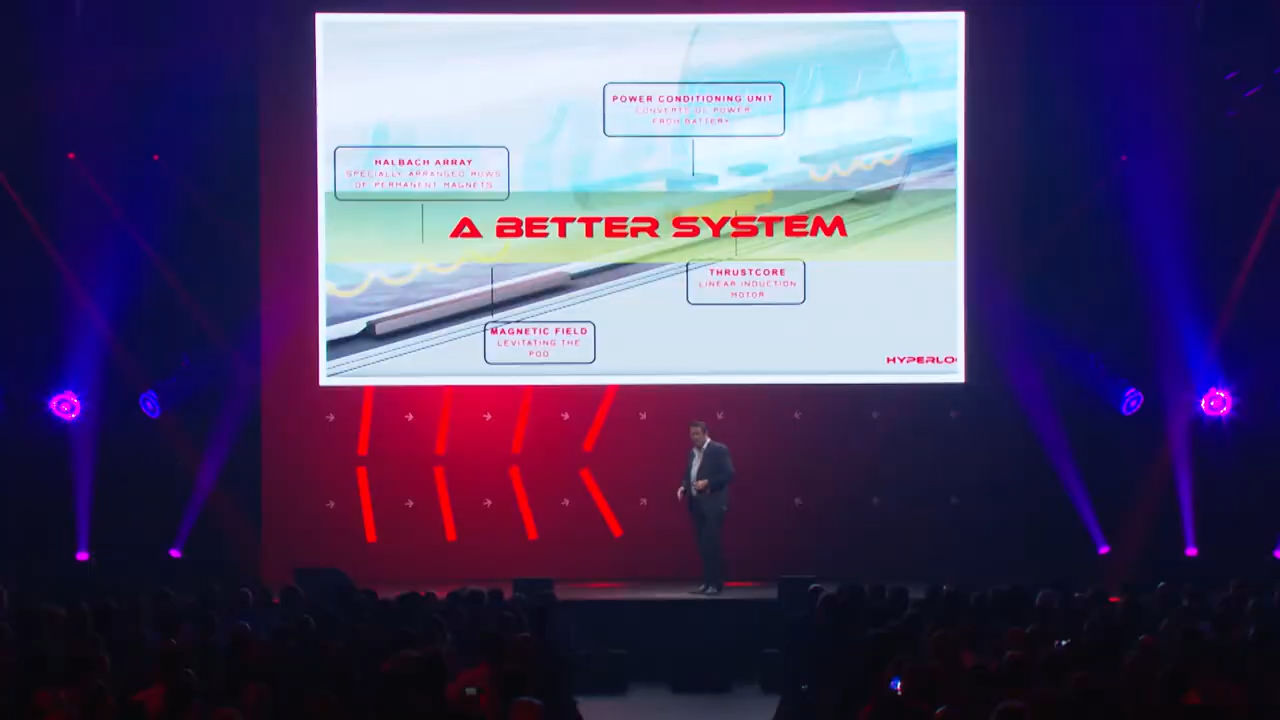 POWER CONDITIONING UNIT
CONVERTS DC POWER
FROM BATTERY
HALBACH ARRAY
SPECIALLY ARRANGED ROWS
OF PERMANENT MAGNETS
A BETTER SYSTEM
THRUSTCORE
LINEAR INDUCTION
MOTOR
MAGNETIC FIELD
LEVITATING THE
POD
HYPERLO